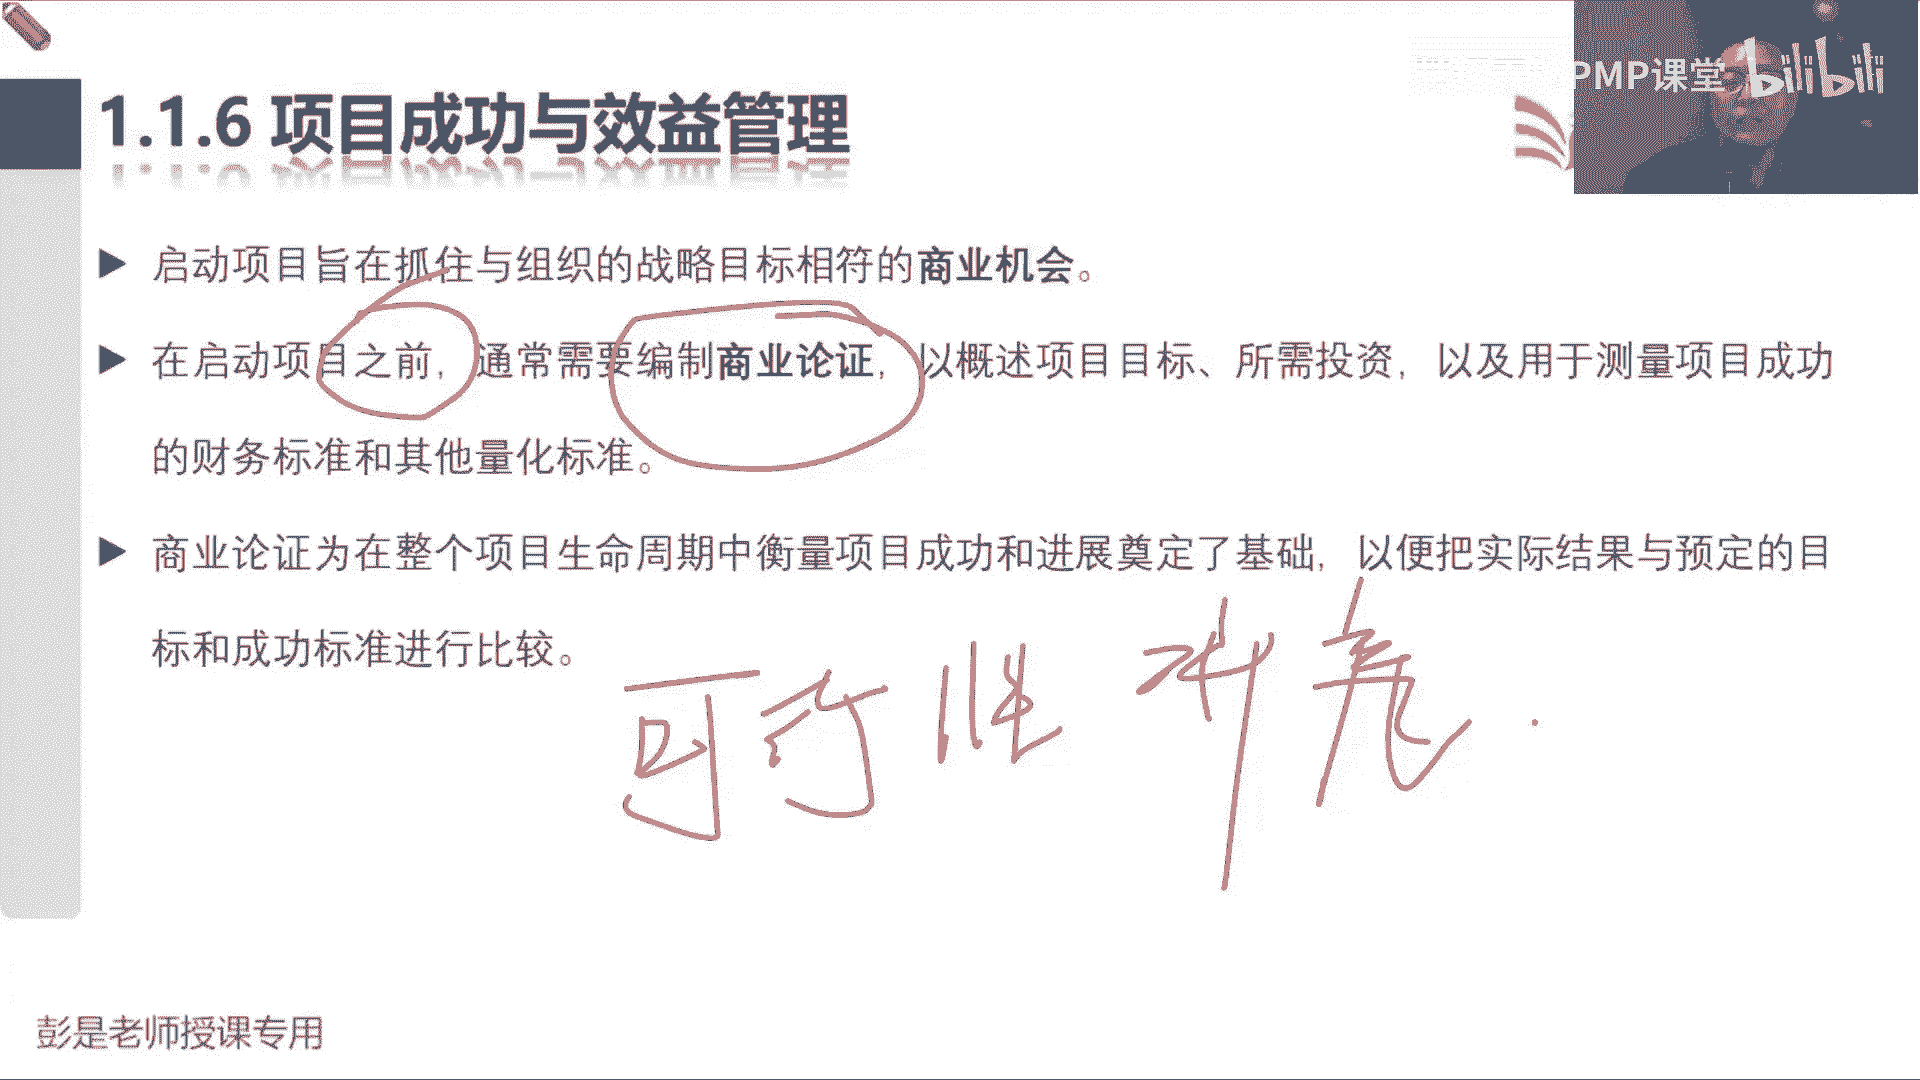 PMP课堂 bilibili
1.1.6 项目成功与效益管理
启动项目旨在抓住与组织的战略目标相符的商业机会。
在启动项目之前，通常需要编制商业论证，以概述项目目标、所需投资，以及用于测量项目成功
的财务标准和其他量化标准。
商业论证为在整个项目生命周期中衡量项目成功和进展奠定了基础，以便把实际结果与预定的目
标和成功标准进行比较。
可行性研究
彭是老师授课专用